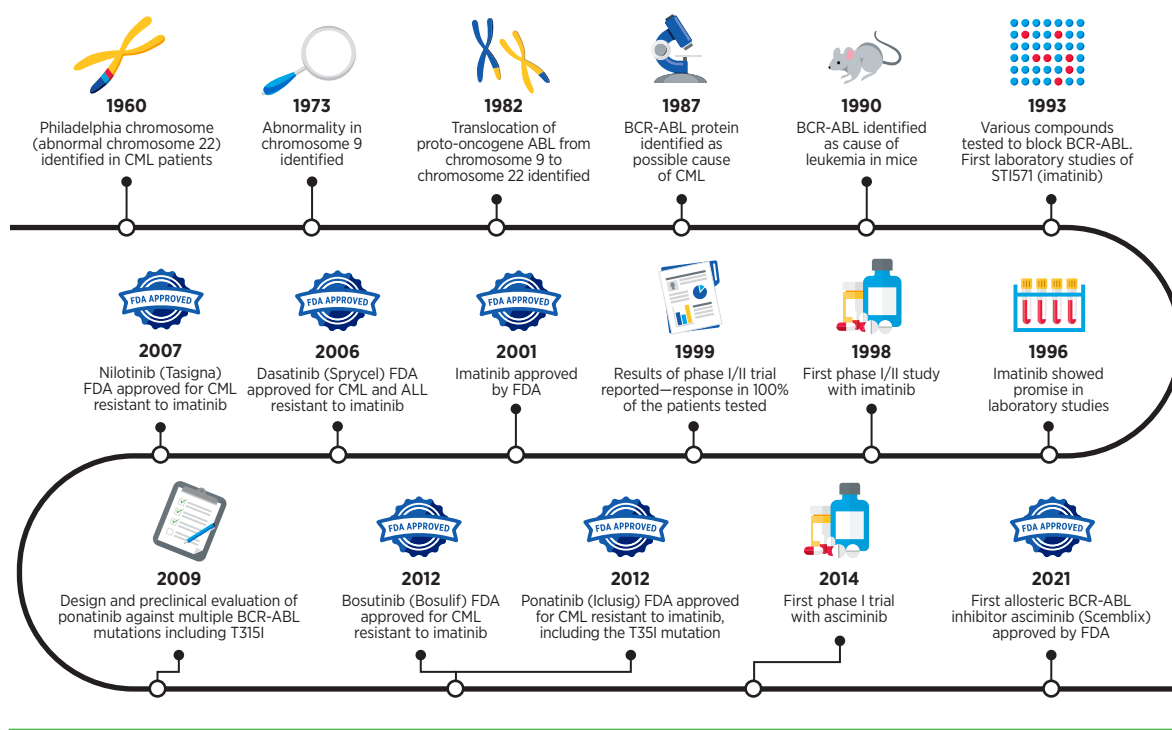 1960
Philadelphia chromosome
(abnormal chromosome 22)
identified in CML patients
1973
Abnormality in
chromosome 9
identified
1982
Translocation of
proto-oncogene ABL from
chromosome 9 to
chromosome 22 identified
1987
BCR-ABL protein
identified as
possible cause
of CML
1990
BCR-ABL identified
as cause of
leukemia in mice
1993
Various compounds
tested to block BCR-ABL.
First laboratory studies of
STI571 (imatinib)
1996
Imatinib showed
promise in
laboratory studies
1998
First phase I/II study
with imatinib
1999
Results of phase I/II trial
reported—response in 100%
of the patients tested
FDA APPROVED
2001
Imatinib approved
by FDA
FDA APPROVED
2006
Dasatinib (Sprycel) FDA
approved for CML and ALL
resistant to imatinib
FDA APPROVED
2007
Nilotinib (Tasigna)
FDA approved for CML
resistant to imatinib
2009
Design and preclinical evaluation of
ponatinib against multiple BCR-ABL
mutations including T315I
FDA APPROVED
2012
Bosutinib (Bosulif) FDA
approved for CML
resistant to imatinib
FDA APPROVED
2012
Ponatinib (Iclusig) FDA approved
for CML resistant to imatinib,
including the T35I mutation
2014
First phase I trial
with asciminib
FDA APPROVED
2021
First allosteric BCR-ABL
inhibitor asciminib (Scemblix)
approved by FDA